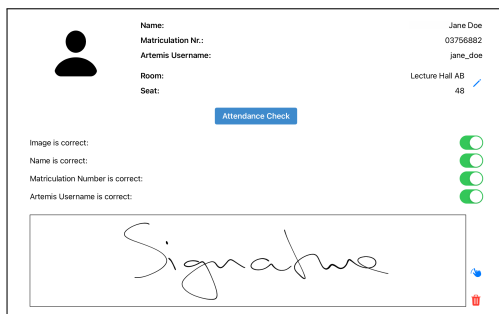 Name: Jane Doe
Matriculation Nr.: 03756882
Artemis Username: jane_doe
Room: Lecture Hall AB
Seat: 48
Attendance Check
Image is correct:
Name is correct:
Matriculation Number is correct:
Artemis Username is correct:
Signature